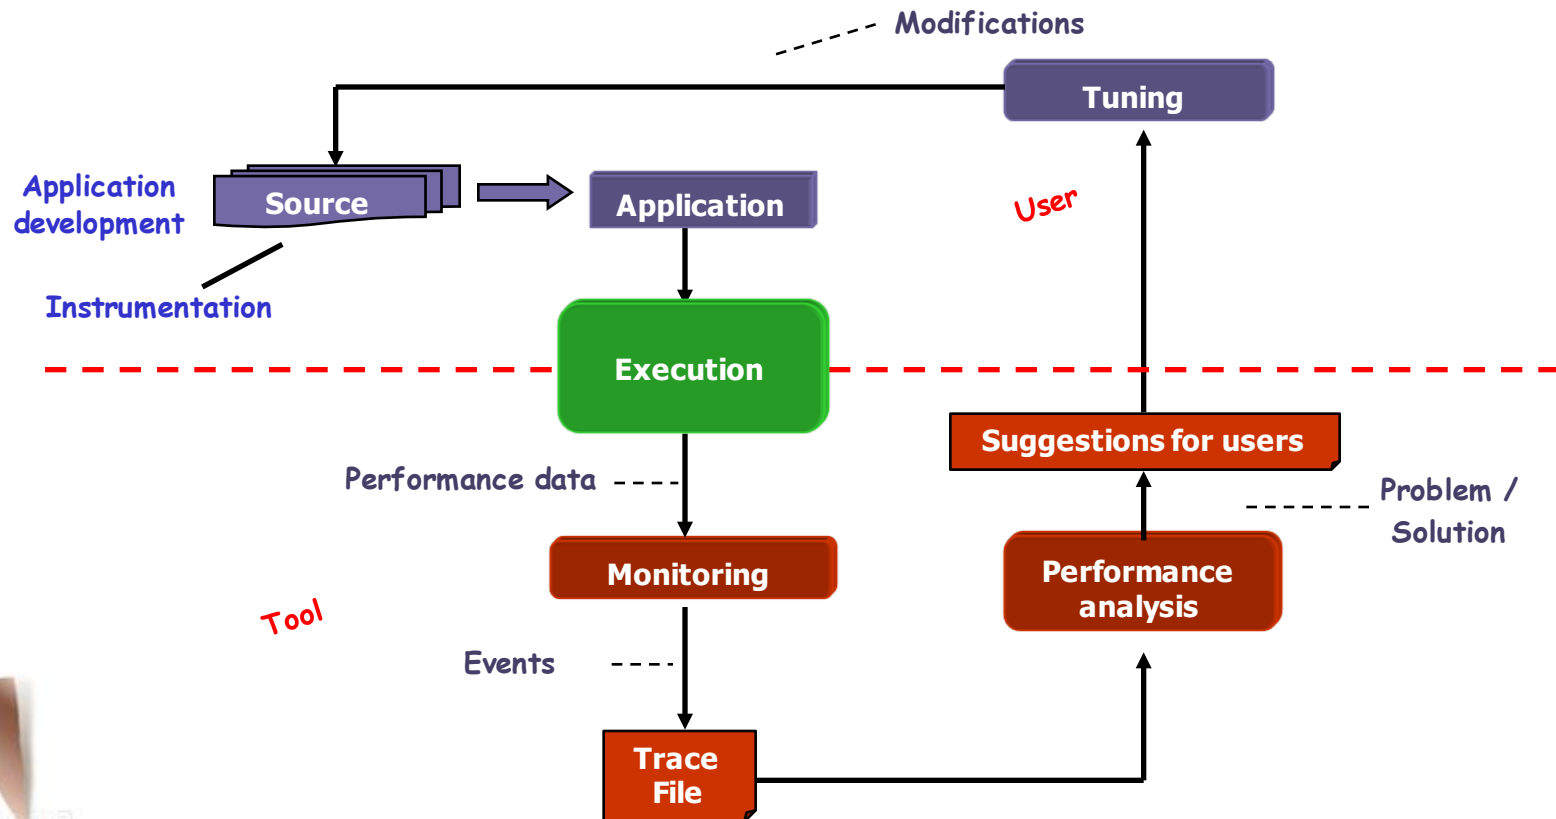 Modifications
Tuning
Application
development
Source
Application
User
Instrumentation
Execution
Suggestions for users
Performance data
Problem /
Solution
Monitoring
Performance
analysis
Tool
Events
Trace
File